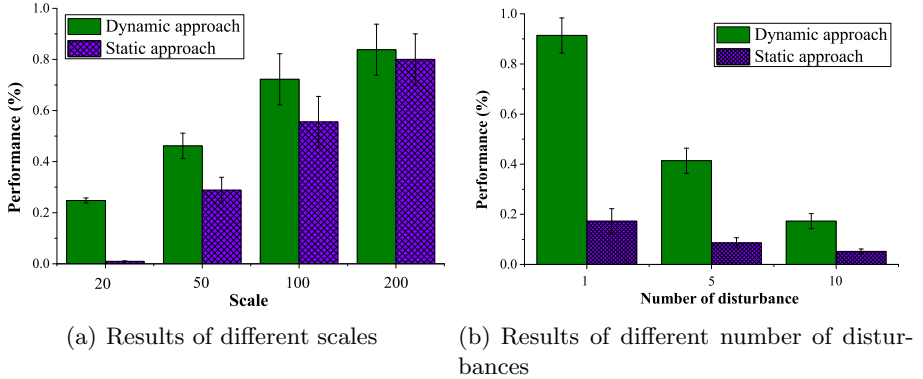 1.0
0.8
0.6
0.4
0.2
0.0
Performance (%)
Dynamic approach
Static approach
20 50 100 200
Scale
(a) Results of different scales
1.0
0.8
0.6
0.4
0.2
0.0
Performance (%)
Dynamic approach
Static approach
1 5 10
Number of disturbance
(b) Results of different number of distur-
bances